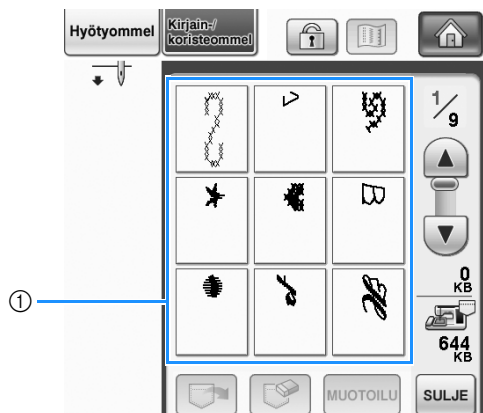 Hyötyommel
Kirjain-/
koristeommel
1/9
0
KB
①
644
KB
MUOTOILU
SULJE